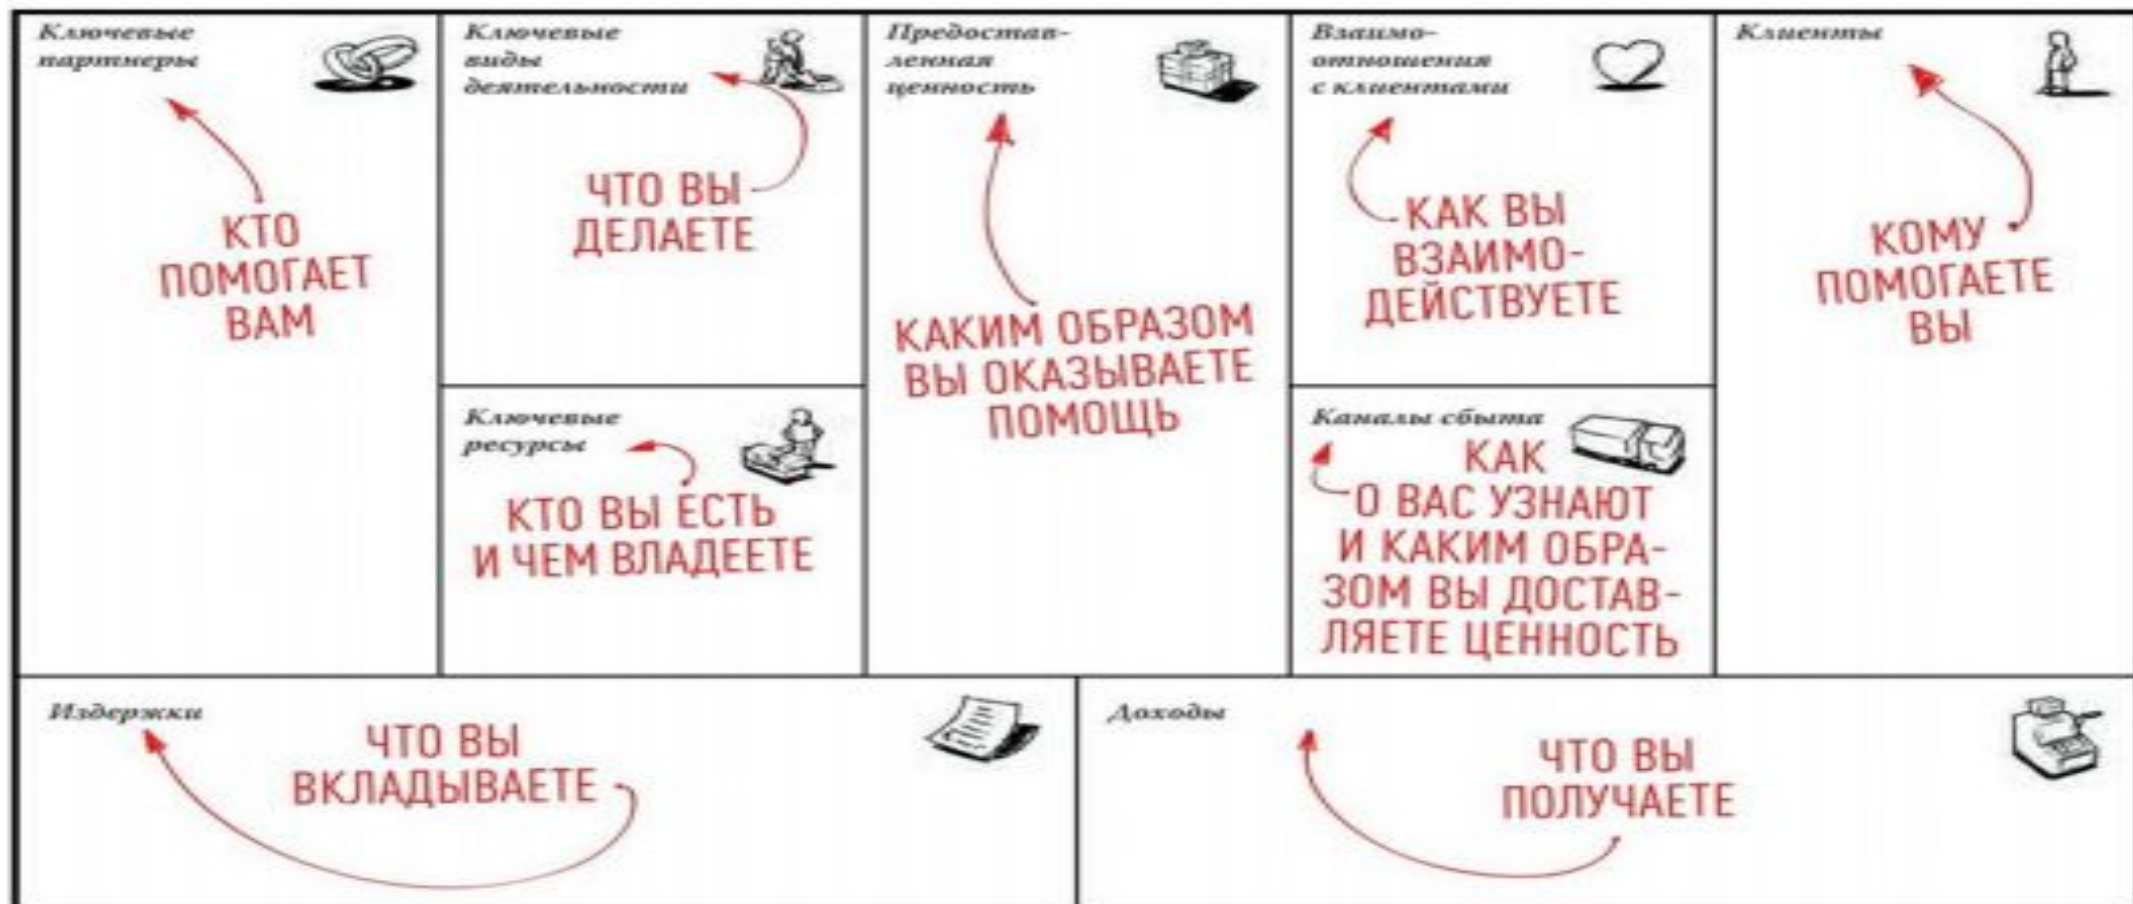 Ключевые
партнеры
КТО
ПОМОГАЕТ
ВАМ
Ключевые
виды
деятельности
ЧТО ВЫ
ДЕЛАЕТЕ
Ключевые
ресурсы
КТО ВЫ ЕСТЬ
И ЧЕМ ВЛАДЕЕТЕ
Предостав-
ленная
ценность
КАКИМ ОБРАЗОМ
ВЫ ОКАЗЫВАЕТЕ
ПОМОЩЬ
Взаимо-
отношения
с клиентами
КАК ВЫ
ВЗАИМО-
ДЕЙСТВУЕТЕ
Каналы сбыта
КАК
О ВАС УЗНАЮТ
И КАКИМ ОБРА-
ЗОМ ВЫ ДОСТАВ-
ЛЯЕТЕ ЦЕННОСТЬ
Клиенты
КОМУ
ПОМОГАЕТЕ
ВЫ
Издержки
ЧТО ВЫ
ВКЛАДЫВАЕТЕ
Доходы
ЧТО ВЫ
ПОЛУЧАЕТЕ